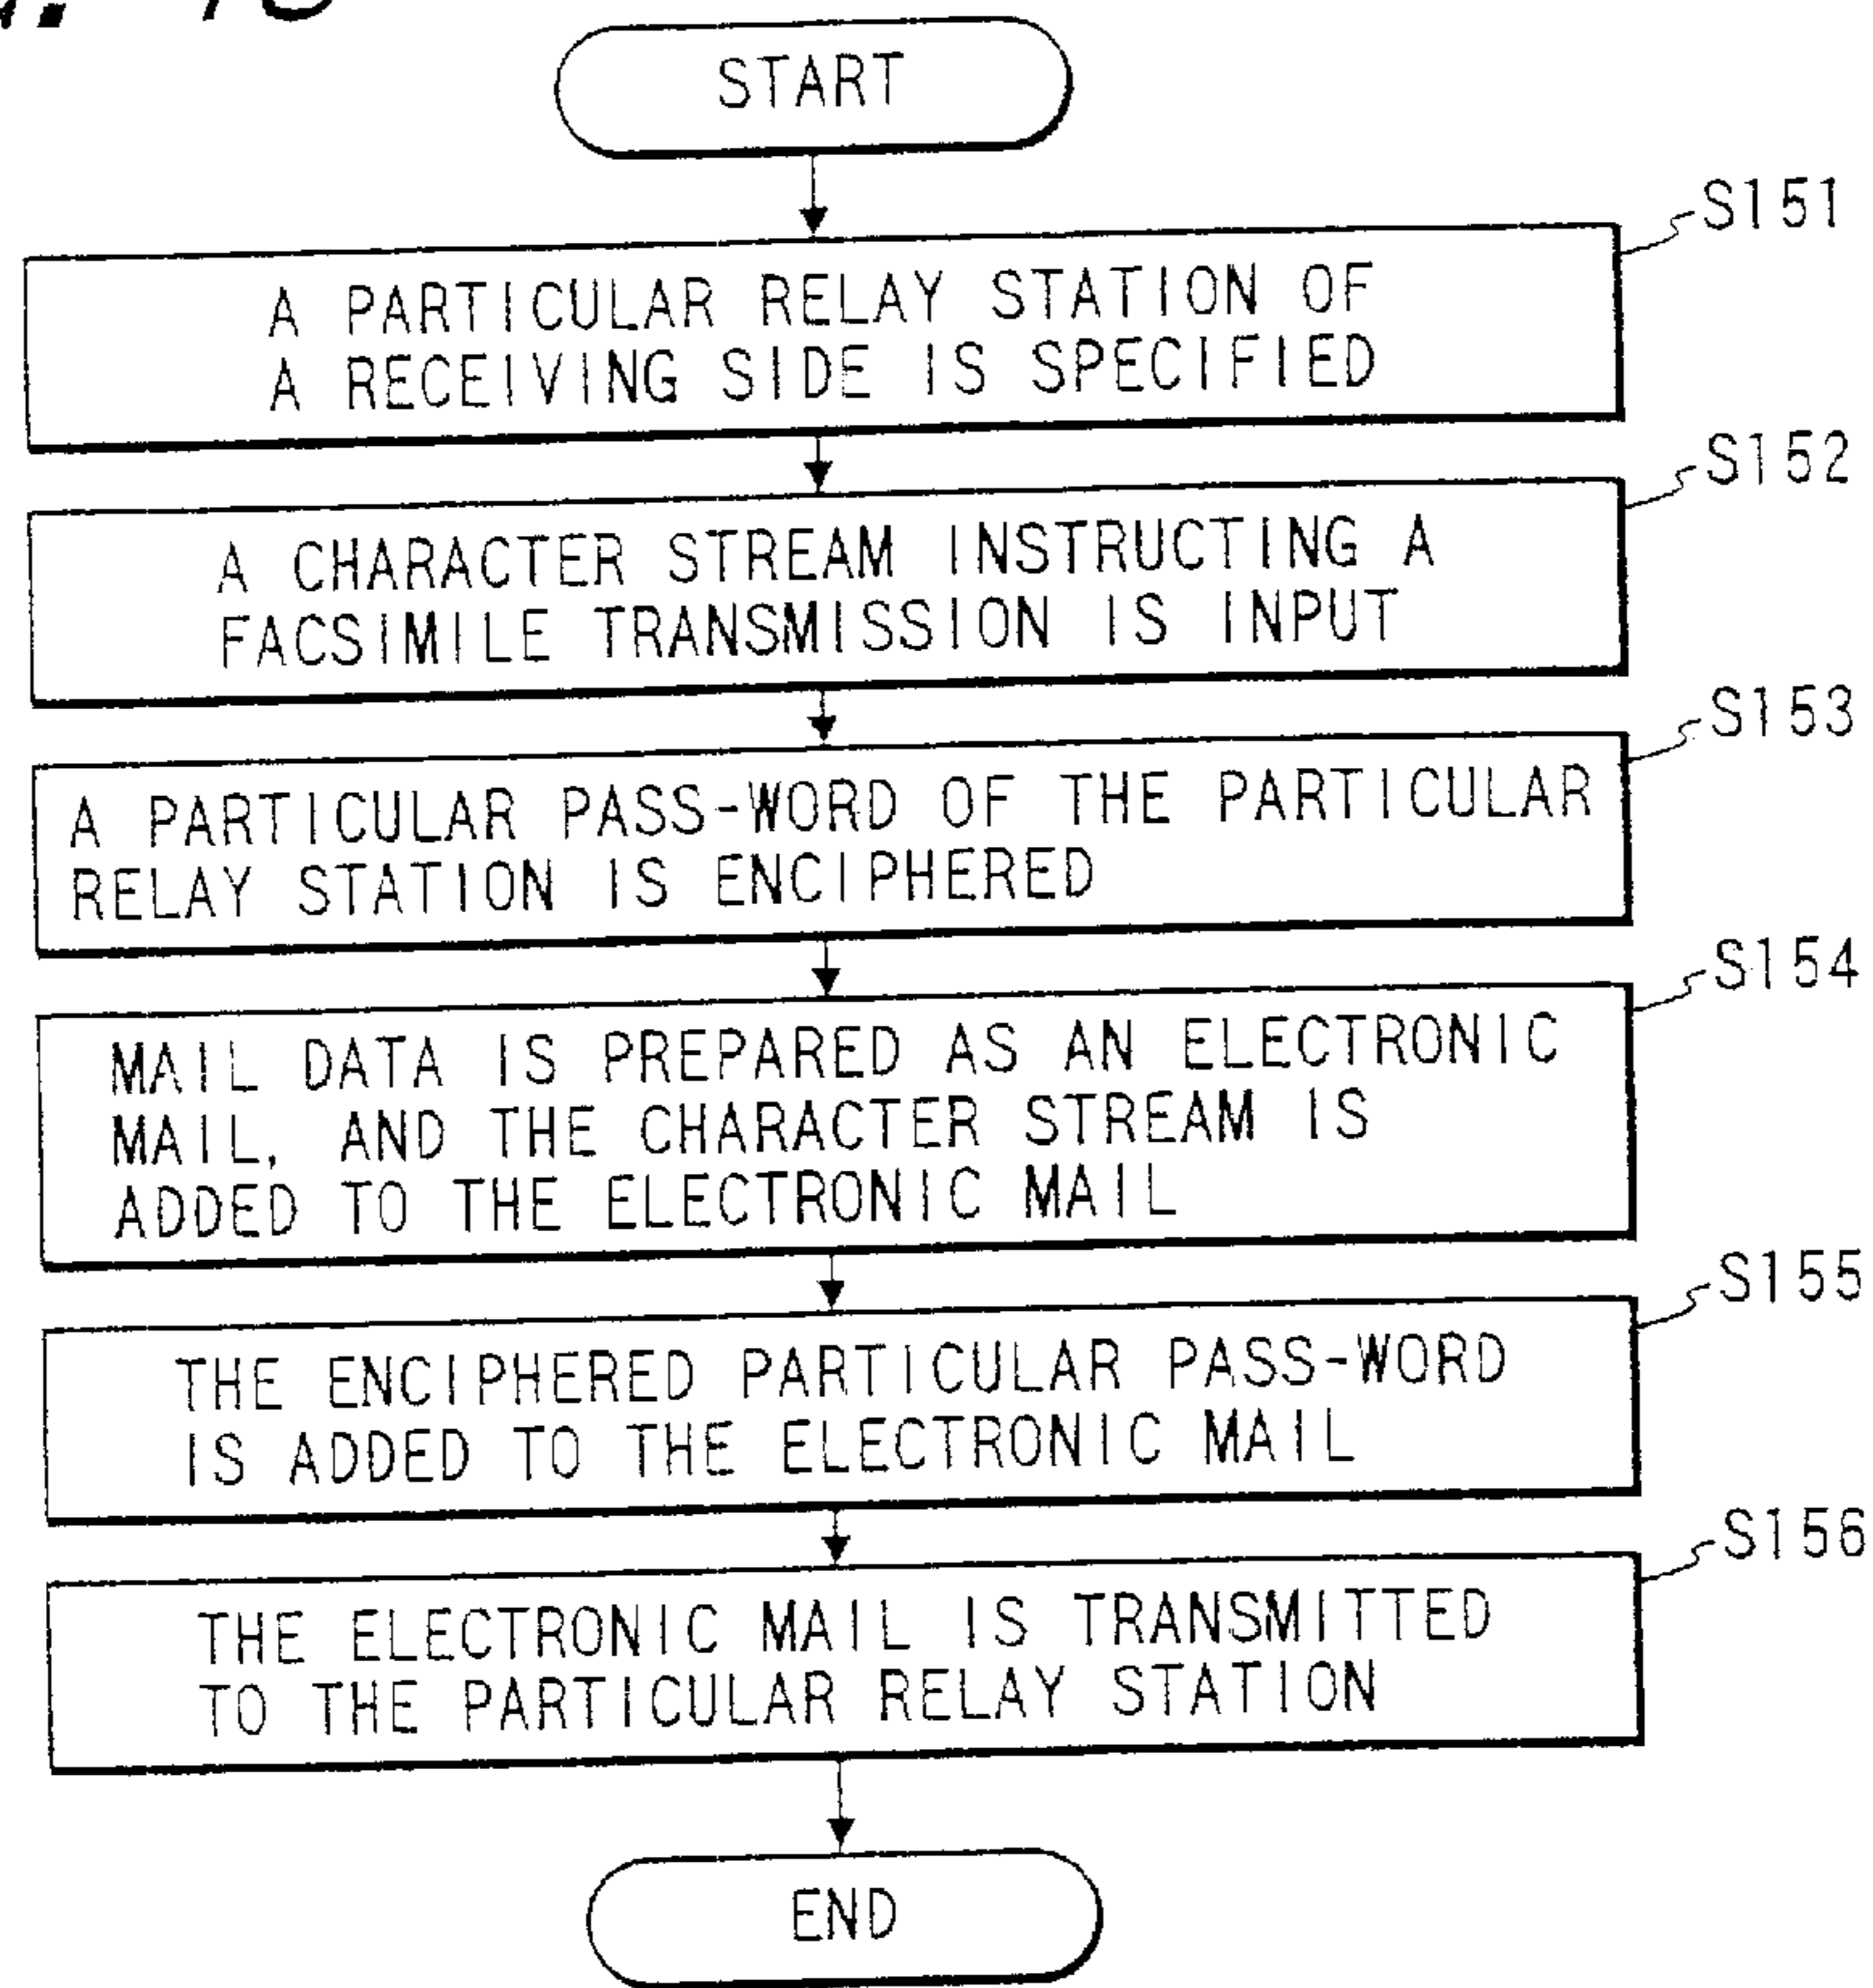 START
S151
A PARTICULAR RELAY STATION OF
A RECEIVING SIDE IS SPECIFIED
S152
A CHARACTER STREAM INSTRUCTING A
FACSIMILE TRANSMISSION IS INPUT
S153
A PARTICULAR PASS-WORD OF THE PARTICULAR
RELAY STATION IS ENCIPHERED
S154
MAIL DATA IS PREPARED AS AN ELECTRONIC
MAIL, AND THE CHARACTER STREAM IS
ADDED TO THE ELECTRONIC MAIL
S155
THE ENCIPHERED PARTICULAR PASS-WORD
IS ADDED TO THE ELECTRONIC MAIL
S156
THE ELECTRONIC MAIL IS TRANSMITTED
TO THE PARTICULAR RELAY STATION
END